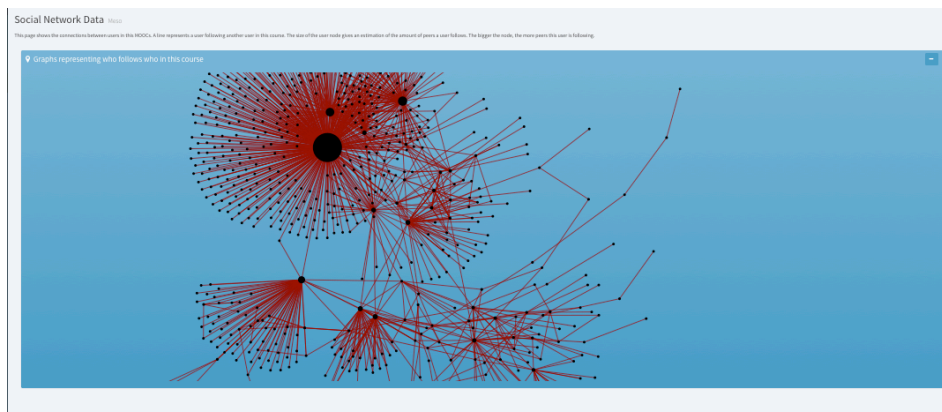 Social Network Data Meso
This page shows the connections between users in this MOOCs. A line represents a user following another user in this course. The size of the user node gives an estimation of the amount of peers a user follows. The bigger the node, the more peers this user is following.
Graphs representing who follows who in this course